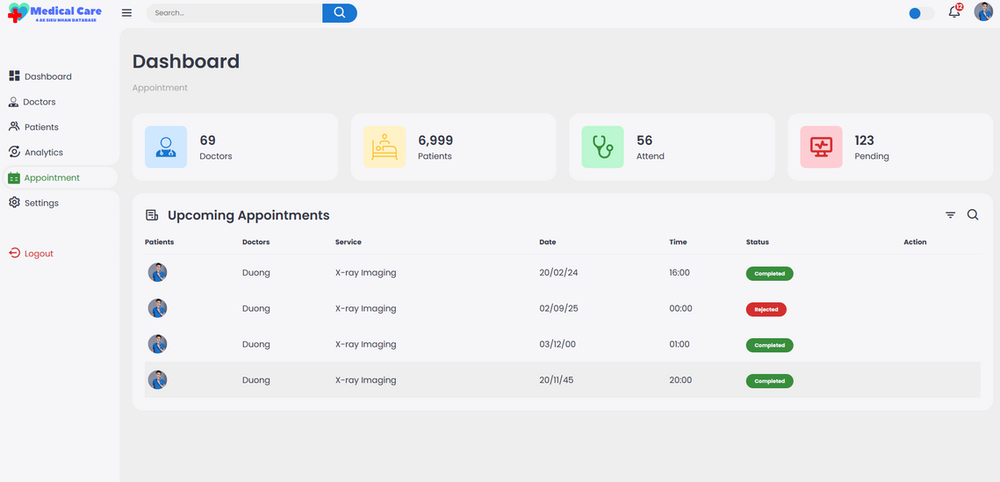 Medical Care
4 AE SIEU NHAN DATABASE
Search...
12
Dashboard
Doctors
Patients
Analytics
Appointment
Settings
Logout
Dashboard
Appointment
69
Doctors
6,999
Patients
56
Attend
123
Pending
Upcoming Appointments
Patients Doctors Service Date Time Status Action
Duong X-ray Imaging 20/02/24 16:00 Completed
Duong X-ray Imaging 02/09/25 00:00 Rejected
Duong X-ray Imaging 03/12/00 01:00 Completed
Duong X-ray Imaging 20/11/45 20:00 Completed